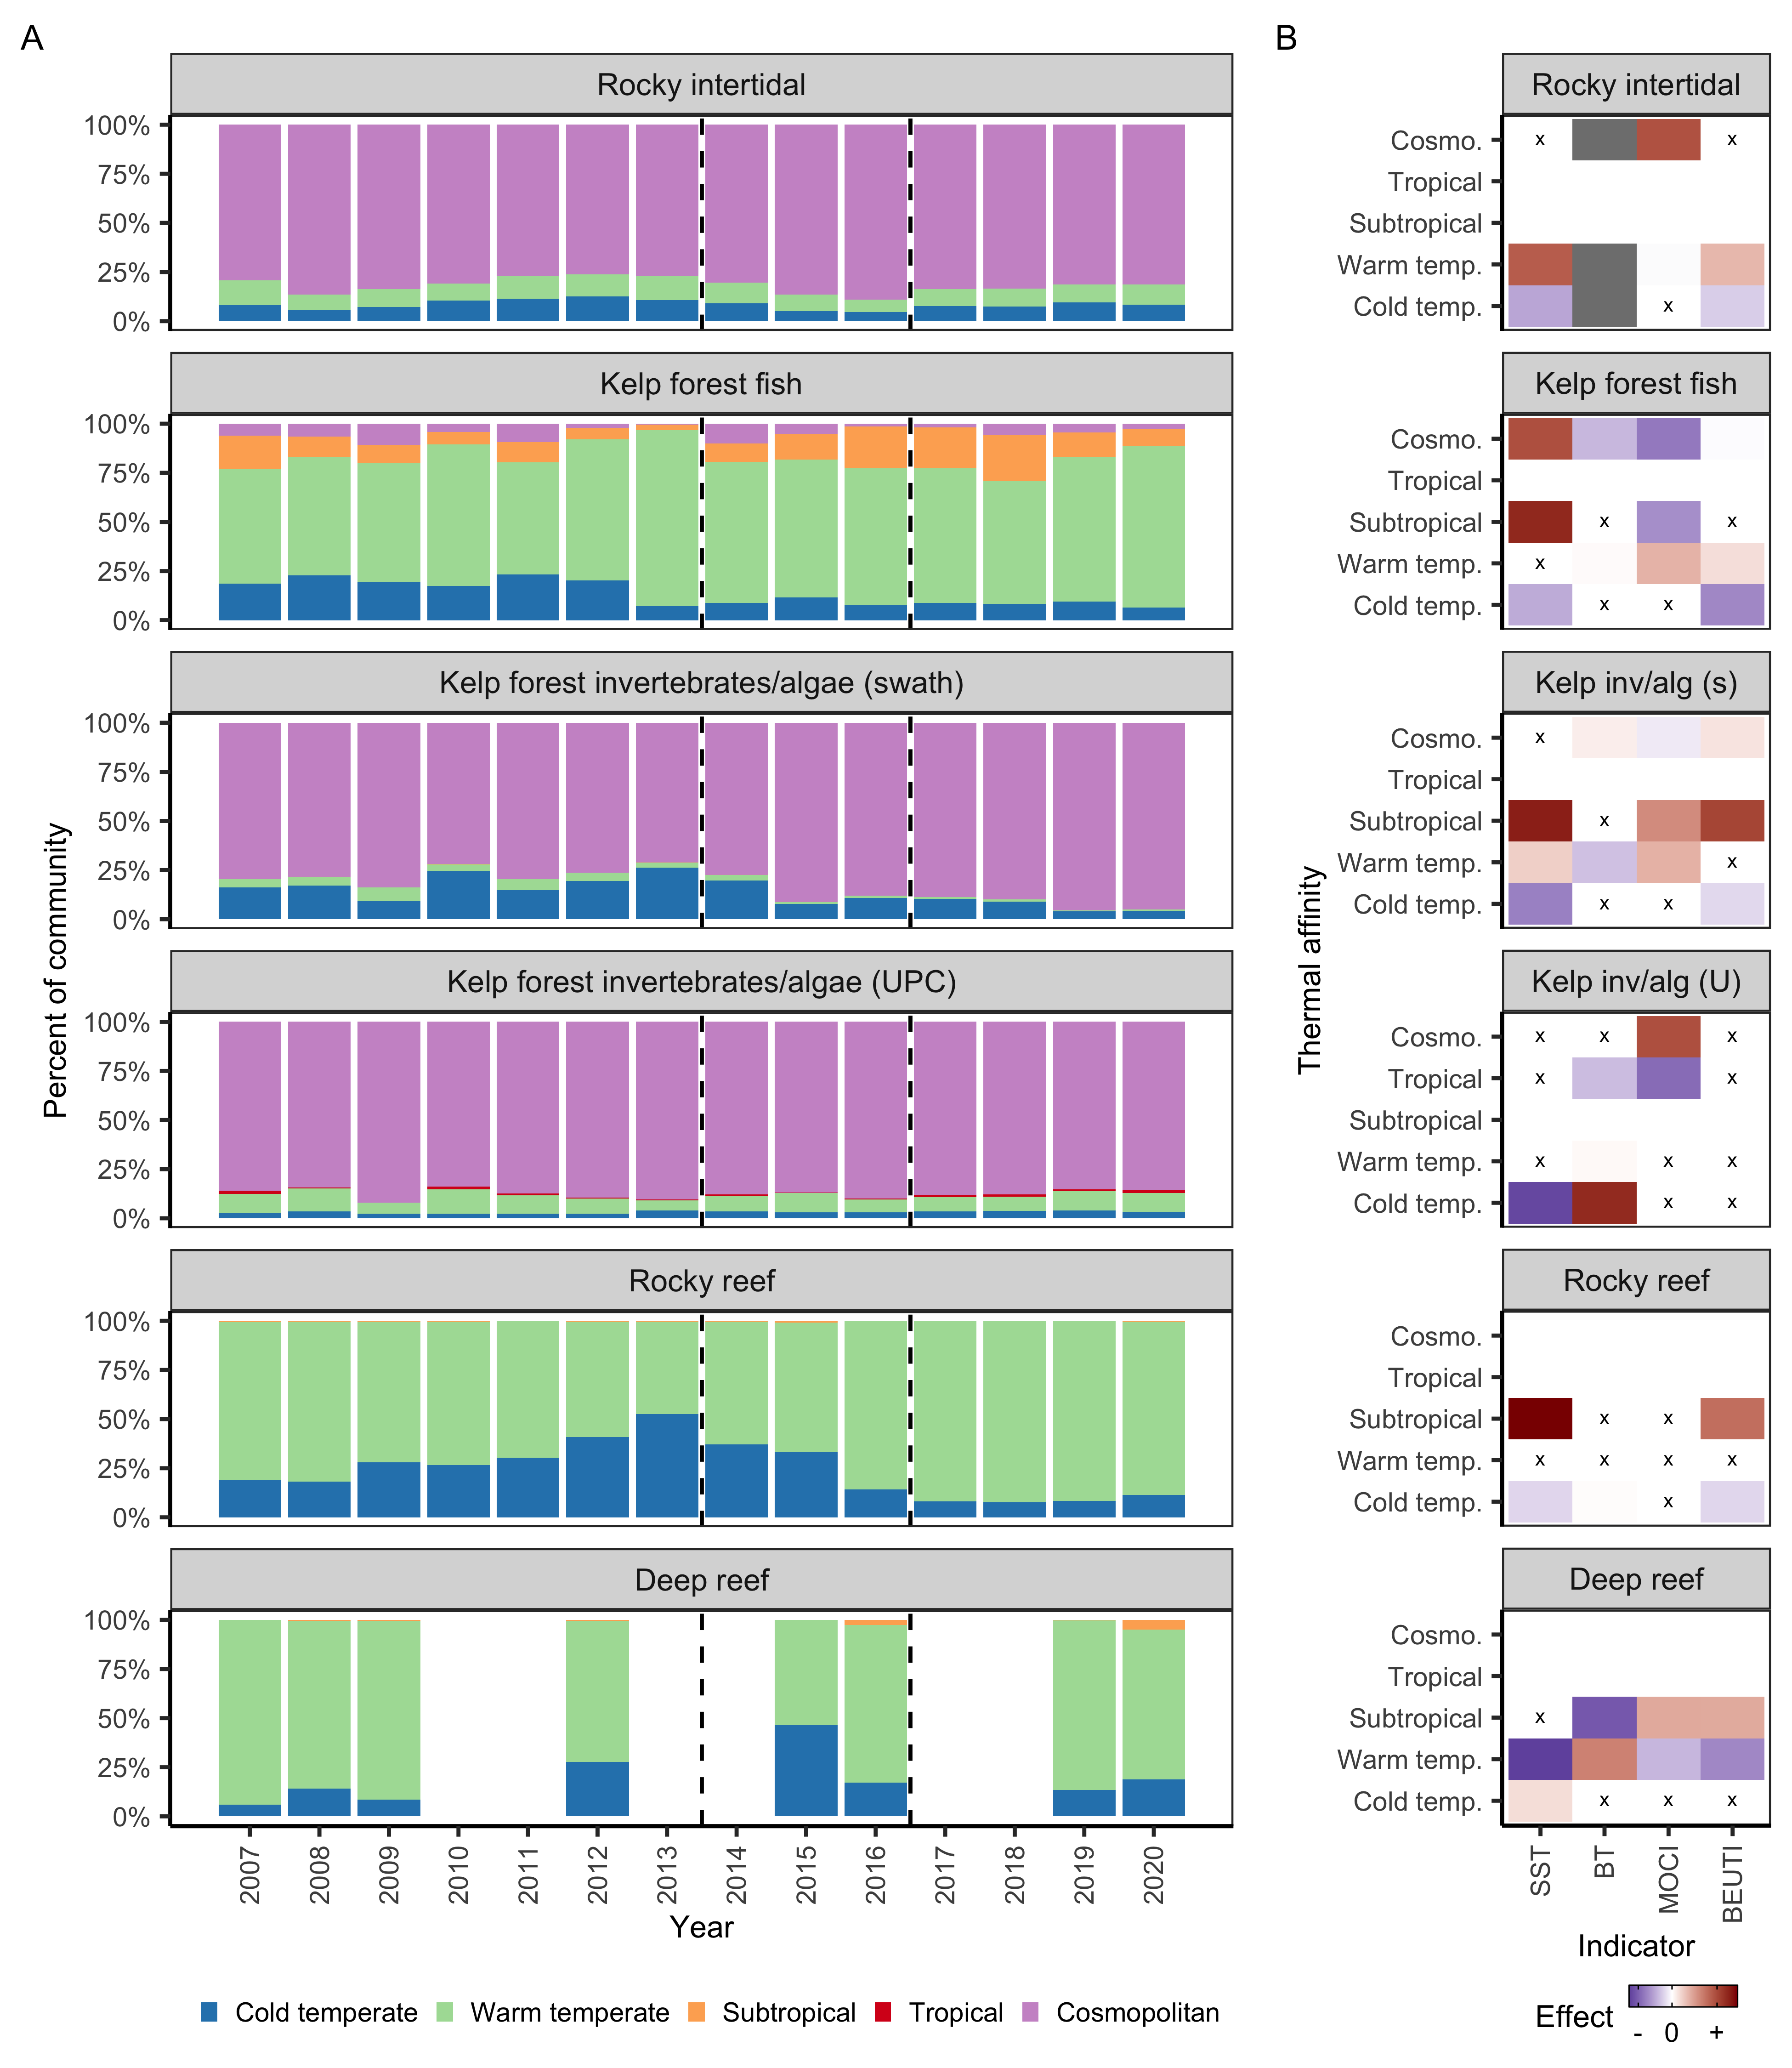 A
B
Rocky intertidal
100%
75%
50%
25%
0%
Kelp forest fish
100%
75%
50%
25%
0%
Kelp forest invertebrates/algae (swath)
100%
75%
50%
25%
0%
Kelp forest invertebrates/algae (UPC)
100%
75%
50%
25%
0%
Rocky reef
100%
75%
50%
25%
0%
Deep reef
100%
75%
50%
25%
0%
Percent of community
2007 2008 2009 2010 2011 2012 2013 2014 2015 2016 2017 2018 2019 2020
Year
Cold temperate Warm temperate Subtropical Tropical Cosmopolitan
Rocky intertidal
Cosmo. x x
Tropical
Subtropical
Warm temp.
Cold temp. x
Kelp forest fish
Cosmo.
Tropical
Subtropical x x
Warm temp. x
Cold temp. x x
Kelp inv/alg (s)
Cosmo. x
Tropical
Subtropical x
Warm temp. x
Cold temp. x x
Kelp inv/alg (U)
Cosmo. x x x
Tropical x x
Subtropical
Warm temp. x x x
Cold temp. x x
Rocky reef
Cosmo.
Tropical
Subtropical x x
Warm temp. x x x x
Cold temp. x
Deep reef
Cosmo.
Tropical
Subtropical x
Warm temp.
Cold temp. x x x
Thermal affinity
SST BT MOCI BEUTI
Indicator
Effect
- 0 +